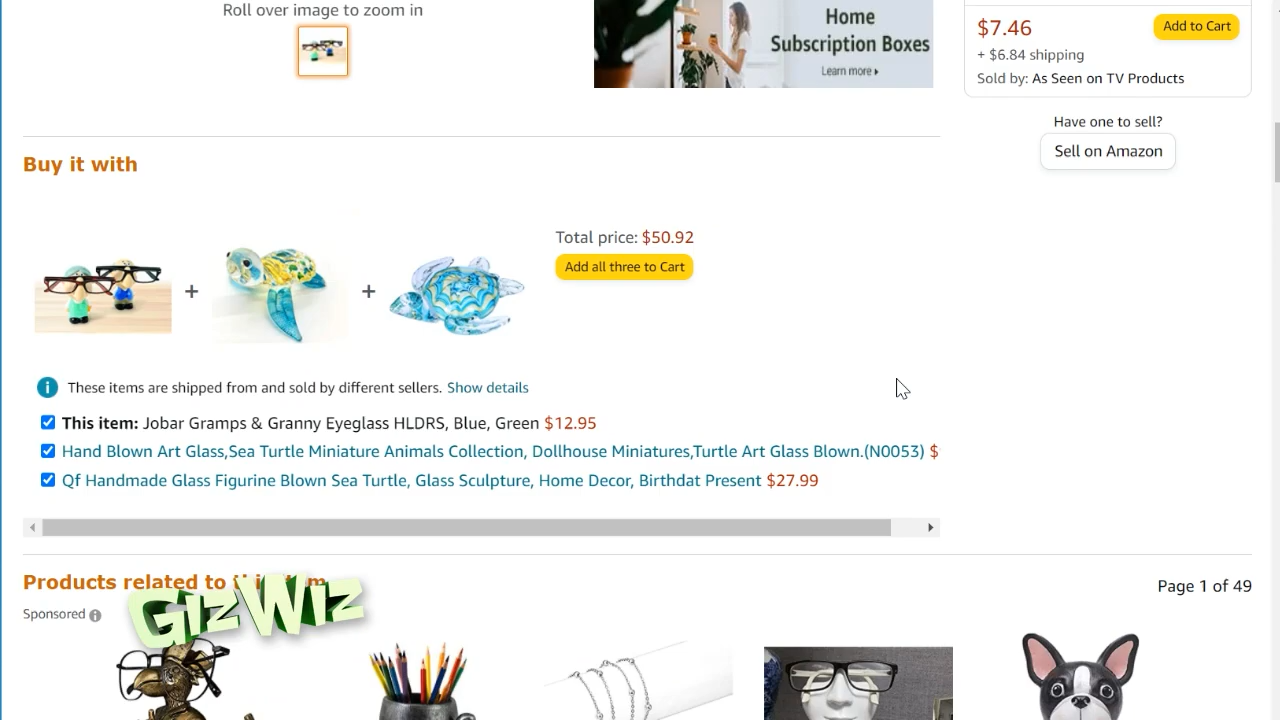 Roll over image to zoom in
Home
Subscription Boxes
Learn more
$7.46
Add to Cart
+ $6.84 shipping
Sold by: As Seen on TV Products
Have one to sell?
Sell on Amazon
Buy it with
+
+
Total price: $50.92
Add all three to Cart
i These items are shipped from and sold by different sellers. Show details
This item: Jobar Gramps & Granny Eyeglass HLDRS, Blue, Green $12.95
Hand Blown Art Glass,Sea Turtle Miniature Animals Collection, Dollhouse Miniatures,Turtle Art Glass Blown.(N0053) $
Qf Handmade Glass Figurine Blown Sea Turtle, Glass Sculpture, Home Decor, Birthdat Present $27.99
Products related to this item
Page 1 of 49
Sponsored
GizWiz